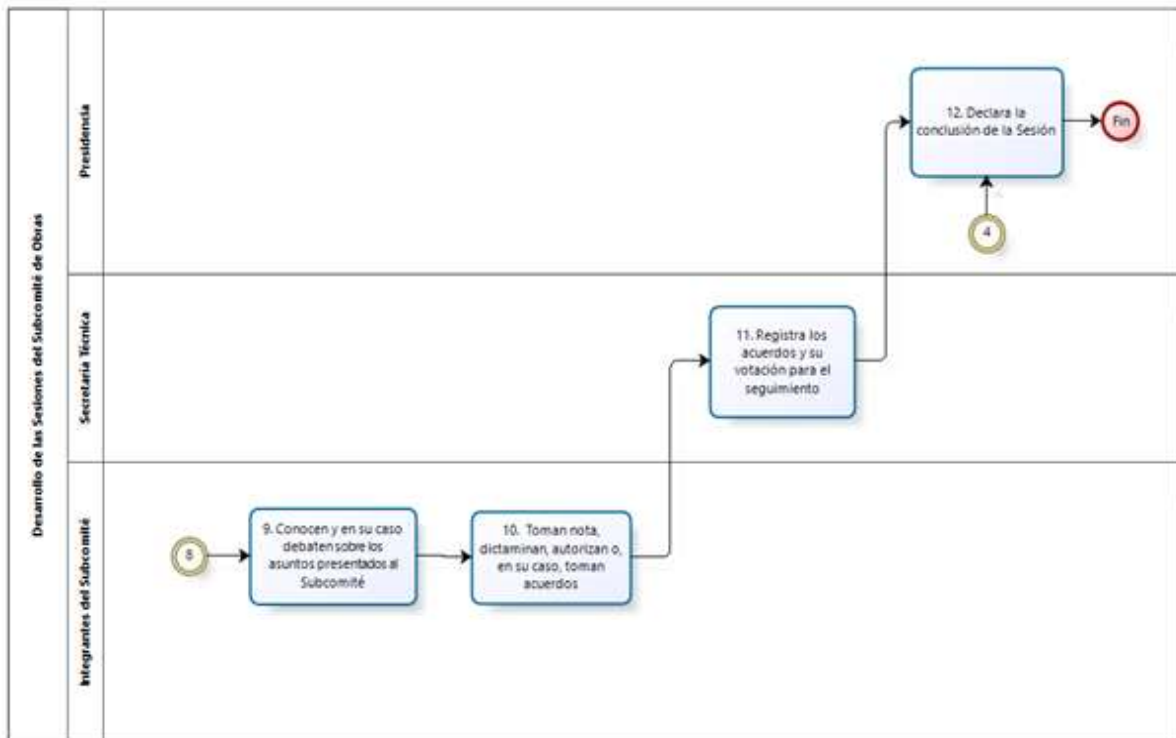 Desarrollo de las Sesiones del Subcomité de Obras
Presidencia
12. Declara la
conclusión de la Sesión
Fin
4
Secretaría Técnica
11. Registra los
acuerdos y su
votación para el
seguimiento
Integrantes del Subcomité
8
9. Conocen y en su caso
debaten sobre los
asuntos presentados al
Subcomité
10. Toman nota,
dictaminan, autorizan o,
en su caso, toman
acuerdos